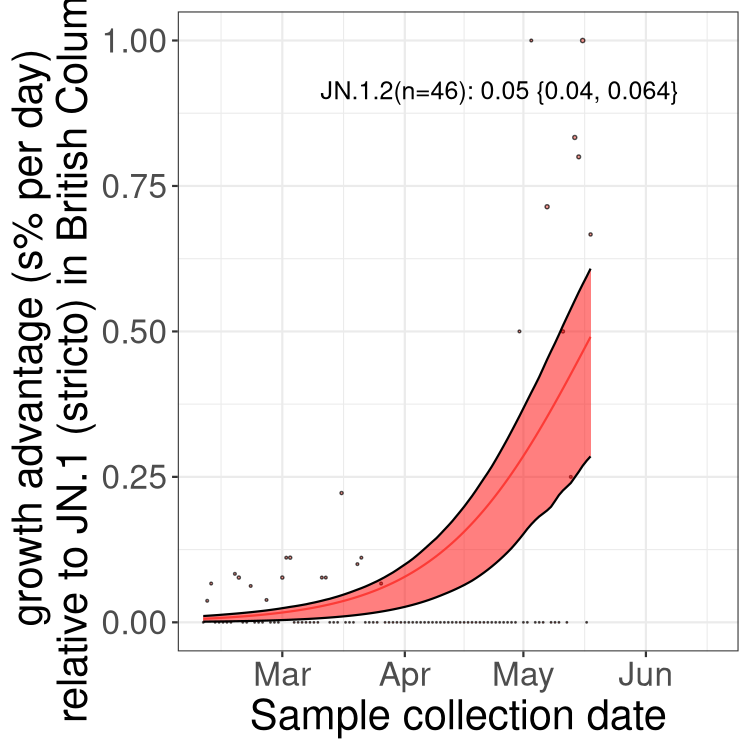 growth advantage (s% per day)
relative to JN.1 (stricto) in British Colum
1.00
0.75
0.50
0.25
0.00
JN.1.2(n=46): 0.05 {0.04, 0.064}
Mar Apr May Jun
Sample collection date